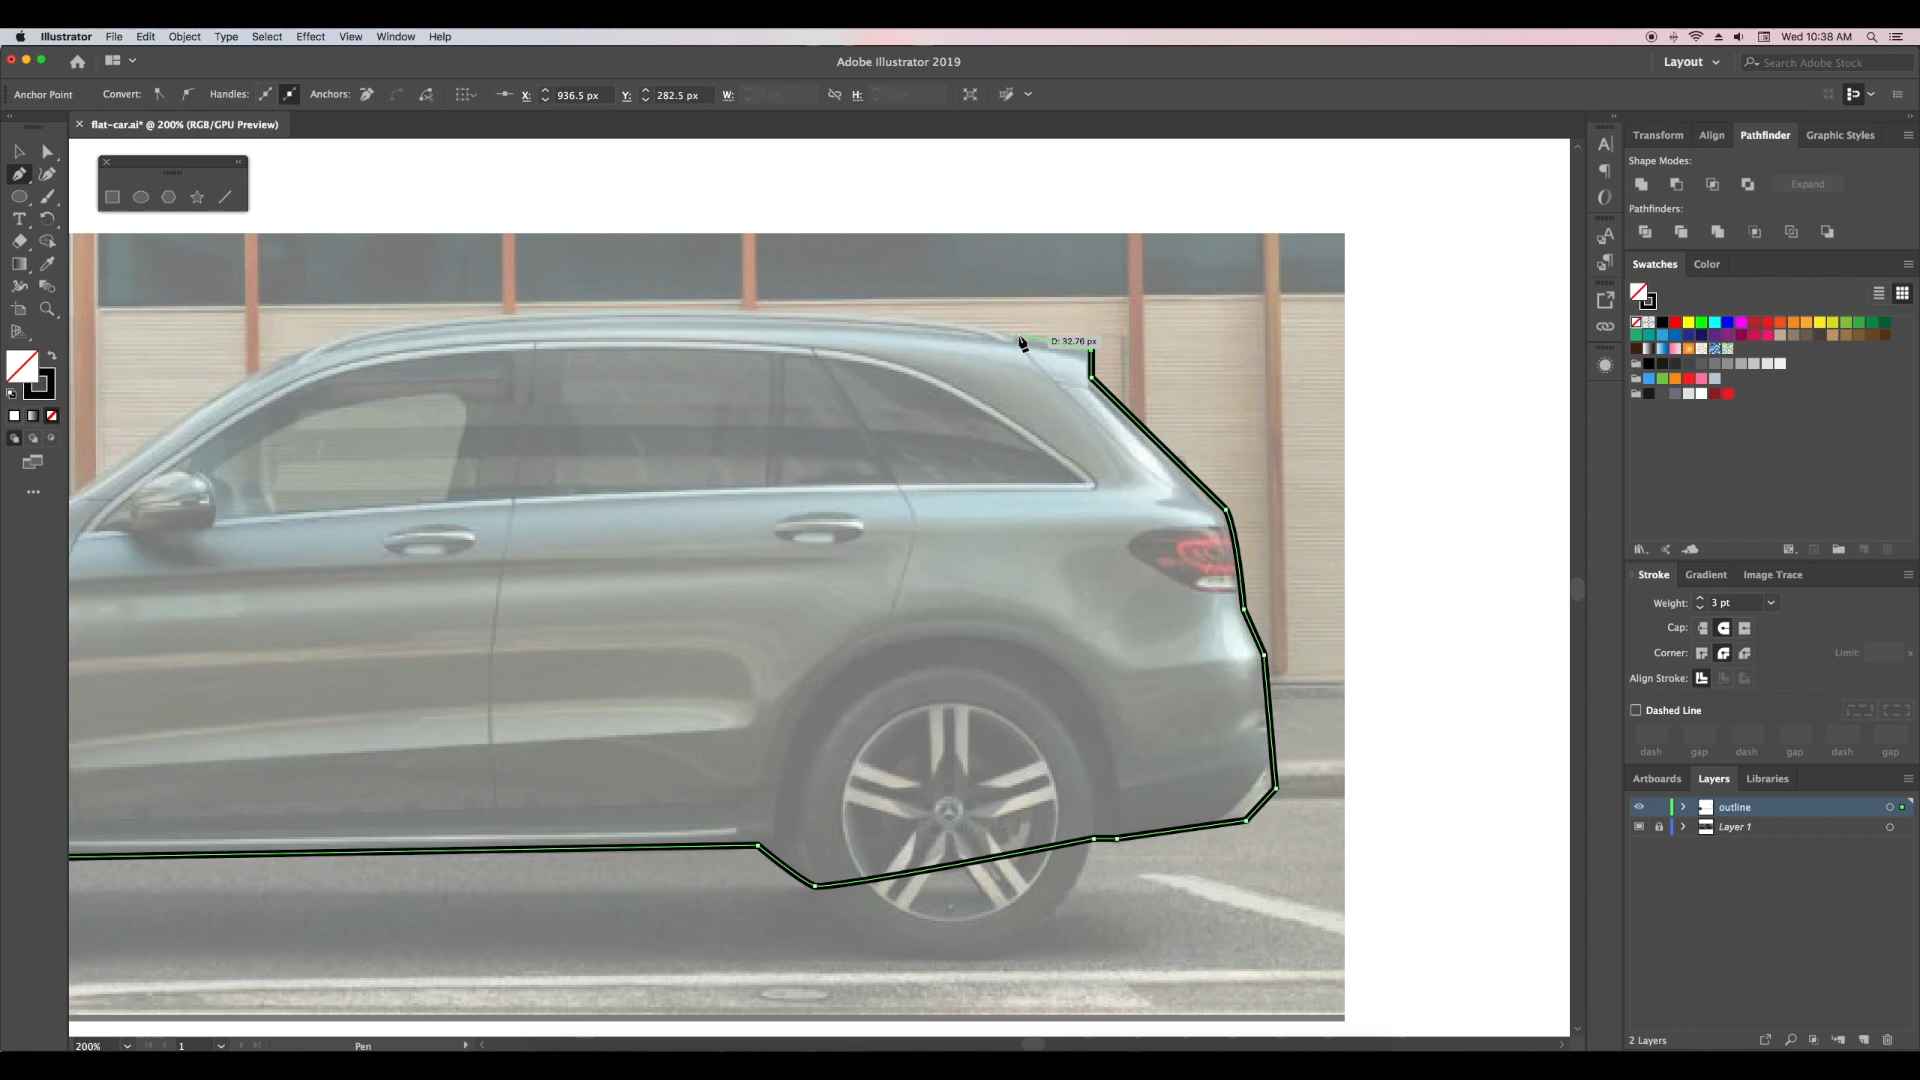 Illustrator File Edit Object Type Select Effect View Window Help
Wed 10:38 AM
Adobe Illustrator 2019
Layout
Search Adobe Stock
Anchor Point Convert: Handles: Anchors: X: 936.5 px Y: 282.5 px W: 0 px H: 0 px
flat-car.ai* @ 200% (RGB/GPU Preview)
D: 32.76 px
Transform Align Pathfinder Graphic Styles
Shape Modes:
Expand
Pathfinders:
Swatches Color
Stroke Gradient Image Trace
Weight: 3 pt
Cap:
Corner: Limit: x
Align Stroke:
Dashed Line
dash gap dash gap dash gap
Artboards Layers Libraries
outline
Layer 1
2 Layers
200% 1 Pen